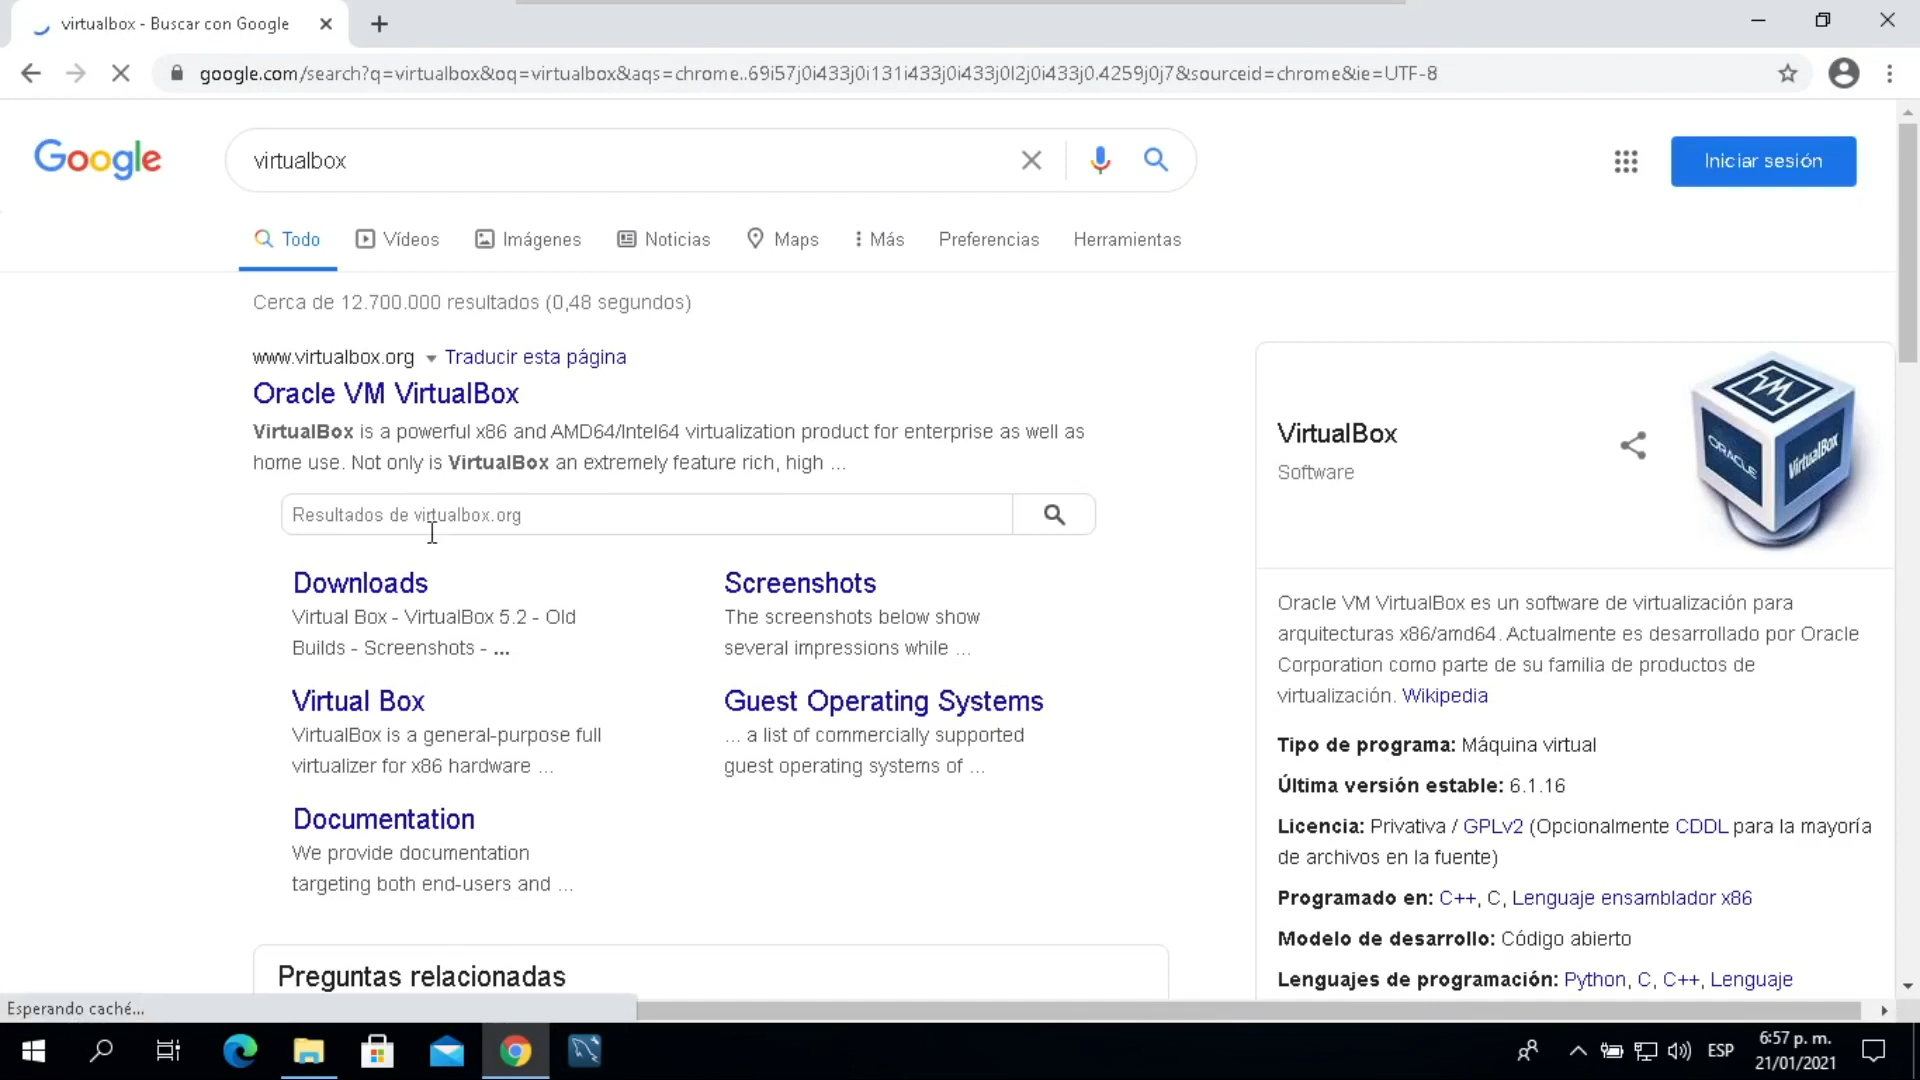 virtualbox - Buscar con Google
google.com/search?q=virtualbox&oq=virtualbox&aqs=chrome..69i57j0i433j0i131i433j0i433j0l2j0i433j0.4259j0j7&sourceid=chrome&ie=UTF-8
Google
virtualbox
Iniciar sesión
Todo
Vídeos
Imágenes
Noticias
Maps
Más
Preferencias
Herramientas
Cerca de 12.700.000 resultados (0,48 segundos)
www.virtualbox.org Traducir esta página
Oracle VM VirtualBox
VirtualBox is a powerful x86 and AMD64/Intel64 virtualization product for enterprise as well as
home use. Not only is VirtualBox an extremely feature rich, high ...
Resultados de virtualbox.org
Downloads
Virtual Box - VirtualBox 5.2 - Old
Builds - Screenshots - ...
Screenshots
The screenshots below show
several impressions while ...
Virtual Box
VirtualBox is a general-purpose full
virtualizer for x86 hardware ...
Guest Operating Systems
... a list of commercially supported
guest operating systems of ...
Documentation
We provide documentation
targeting both end-users and ...
Preguntas relacionadas
VirtualBox
Software
ORACLE
VirtualBox
Oracle VM VirtualBox es un software de virtualización para
arquitecturas x86/amd64. Actualmente es desarrollado por Oracle
Corporation como parte de su familia de productos de
virtualización. Wikipedia
Tipo de programa: Máquina virtual
Última versión estable: 6.1.16
Licencia: Privativa / GPLv2 (Opcionalmente CDDL para la mayoría
de archivos en la fuente)
Programado en: C++, C, Lenguaje ensamblador x86
Modelo de desarrollo: Código abierto
Lenguajes de programación: Python, C, C++, Lenguaje
Esperando caché...
ESP
6:57 p. m.
21/01/2021